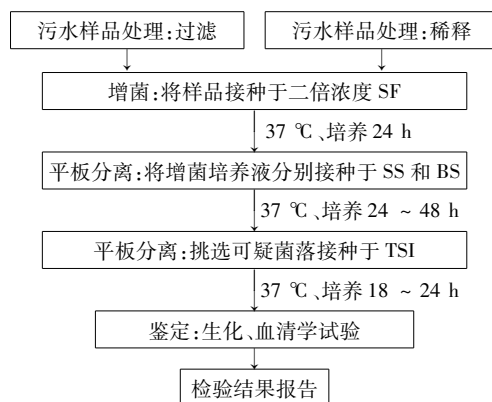 污水样品处理:过滤
污水样品处理:稀释
增菌:将样品接种于二倍浓度 SF
37 ℃、培养 24 h
平板分离:将增菌培养液分别接种于 SS 和 BS
37 ℃、培养 24 ~ 48 h
平板分离:挑选可疑菌落接种于 TSI
37 ℃、培养 18 ~ 24 h
鉴定:生化、血清学试验
检验结果报告